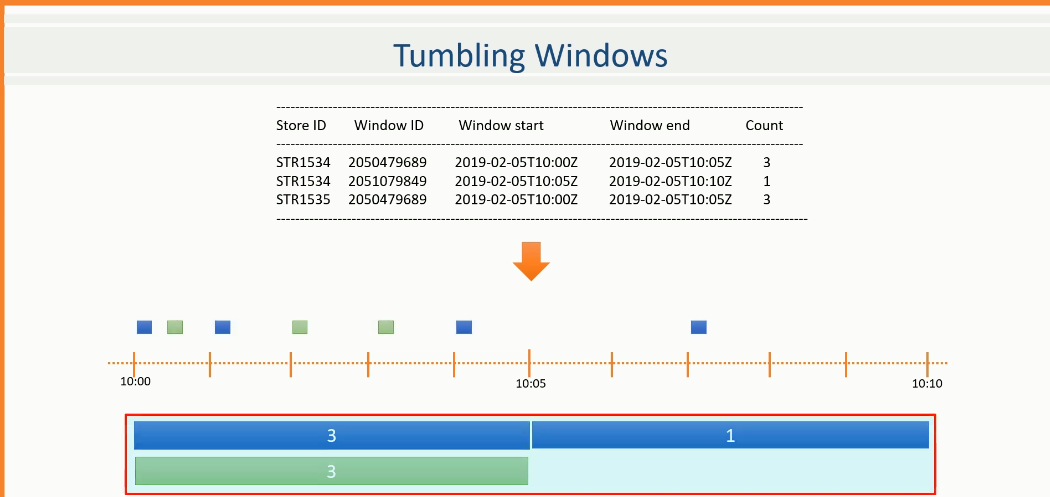 Tumbling Windows
Store ID Window ID Window start Window end Count
STR1534 2050479689 2019-02-05T10:00Z 2019-02-05T10:05Z 3
STR1534 2051079849 2019-02-05T10:05Z 2019-02-05T10:10Z 1
STR1535 2050479689 2019-02-05T10:00Z 2019-02-05T10:05Z 3
10:00 10:05 10:10
3 1
3